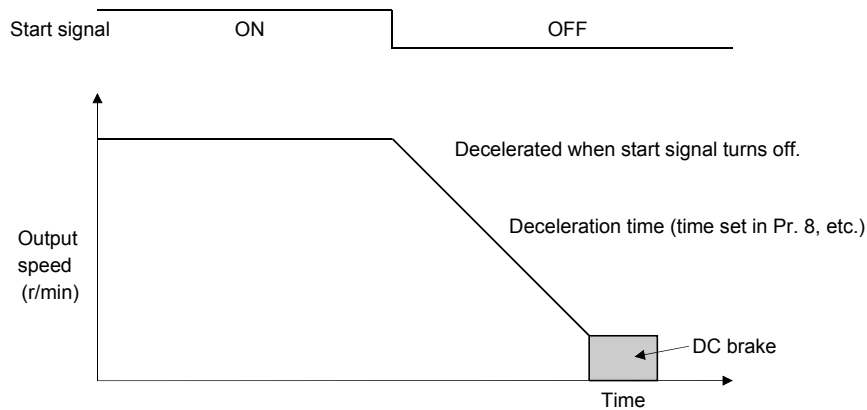 Start signal
ON
OFF
Decelerated when start signal turns off.
Deceleration time (time set in Pr. 8, etc.)
Output
speed
(r/min)
DC brake
Time